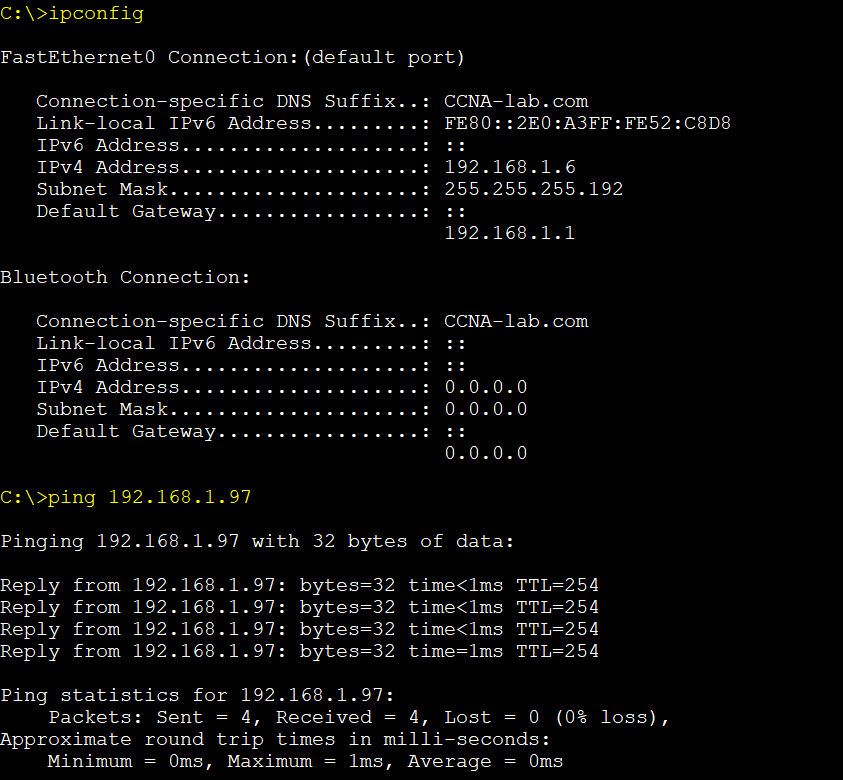 C:\>ipconfig
FastEthernet0 Connection:(default port)
Connection-specific DNS Suffix..: CCNA-lab.com
Link-local IPv6 Address.........: FE80::2E0:A3FF:FE52:C8D8
IPv6 Address....................: ::
IPv4 Address....................: 192.168.1.6
Subnet Mask.....................: 255.255.255.192
Default Gateway.................: ::
192.168.1.1
Bluetooth Connection:
Connection-specific DNS Suffix..: CCNA-lab.com
Link-local IPv6 Address.........: ::
IPv6 Address....................: ::
IPv4 Address....................: 0.0.0.0
Subnet Mask.....................: 0.0.0.0
Default Gateway.................: ::
0.0.0.0
C:\>ping 192.168.1.97
Pinging 192.168.1.97 with 32 bytes of data:
Reply from 192.168.1.97: bytes=32 time<1ms TTL=254
Reply from 192.168.1.97: bytes=32 time<1ms TTL=254
Reply from 192.168.1.97: bytes=32 time<1ms TTL=254
Reply from 192.168.1.97: bytes=32 time=1ms TTL=254
Ping statistics for 192.168.1.97:
Packets: Sent = 4, Received = 4, Lost = 0 (0% loss),
Approximate round trip times in milli-seconds:
Minimum = 0ms, Maximum = 1ms, Average = 0ms